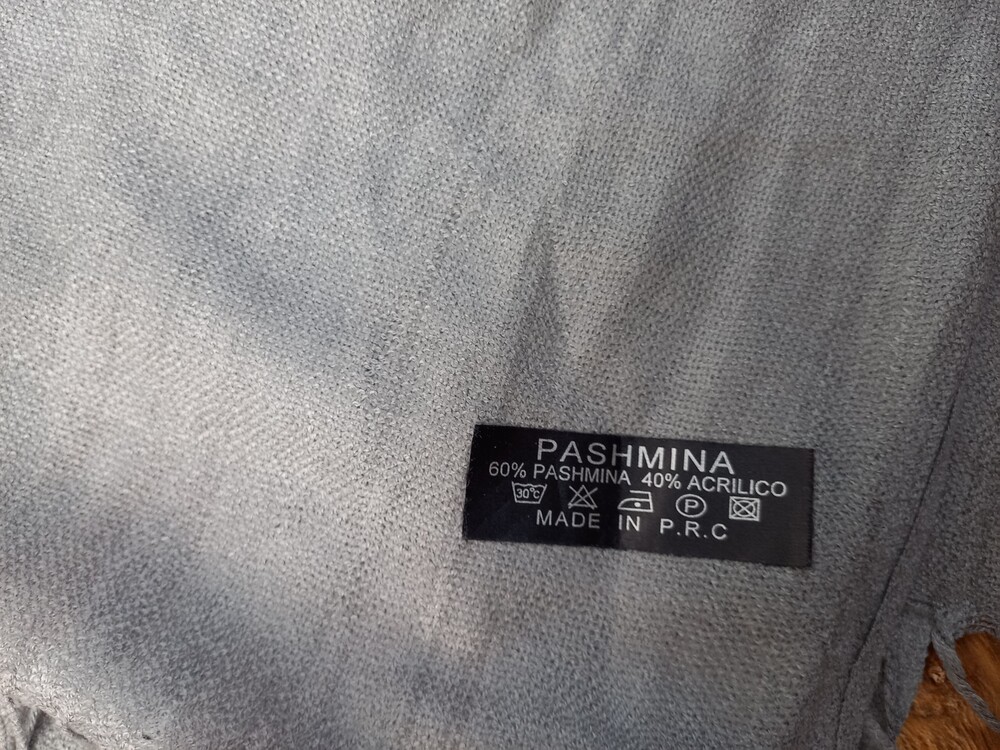 PASHMINA
60% PASHMINA 40% ACRILICO
30°C P
MADE IN P.R.C